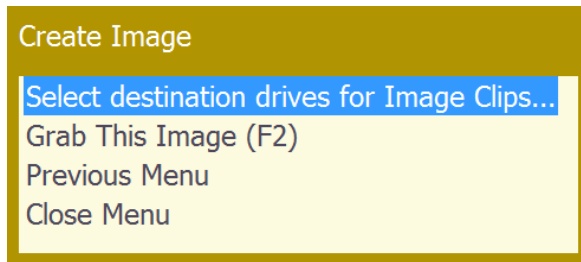 Create Image
Select destination drives for Image Clips...
Grab This Image (F2)
Previous Menu
Close Menu